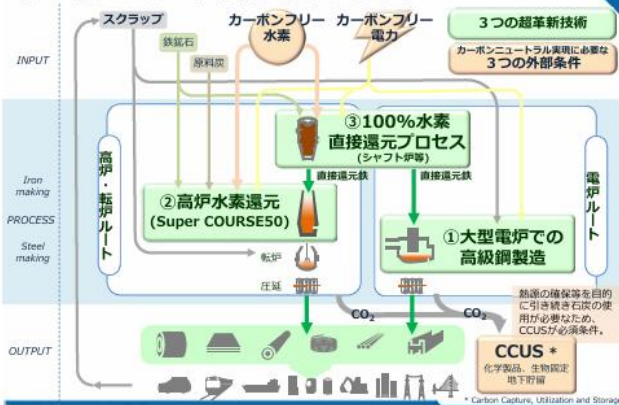 スクラップ
カーボンフリー
水素
カーボンフリー
電力
3つの超革新技術
カーボンニュートラル実現に必要な
3つの外部条件
INPUT
鉄鉱石
原料炭
③100%水素
直接還元プロセス
(シャフト炉等)
高炉・転炉ルート
電炉ルート
直接還元鉄
直接還元鉄
Iron
making
PROCESS
Steel
making
②高炉水素還元
(Super COURSE50)
①大型電炉での
高級鋼製造
転炉
圧延
CO₂
CO₂
熱源の確保等を目的
に引き続き石炭の使
用が必要なため、
CCUSが必須条件。
OUTPUT
CCUS *
化学製品、生物固定
地下貯留
* Carbon Capture, Utilization and Storage